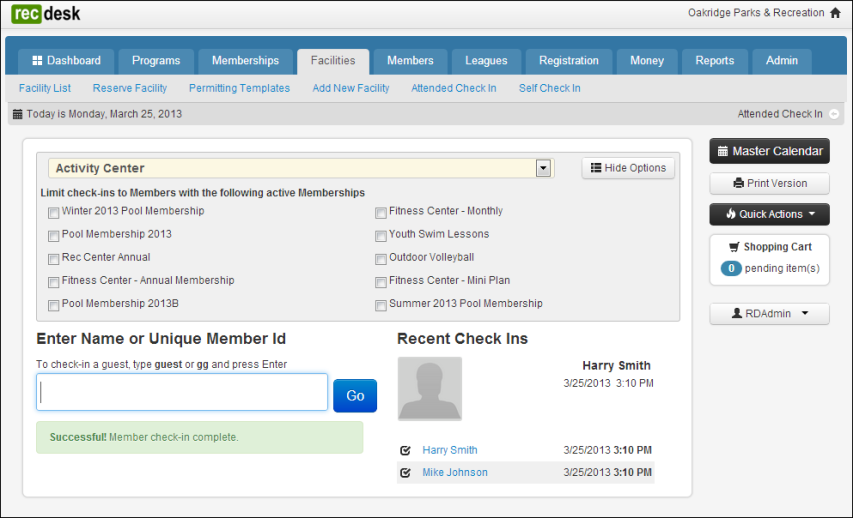 recdesk
Oakridge Parks & Recreation
Dashboard
Programs
Memberships
Facilities
Members
Leagues
Registration
Money
Reports
Admin
Facility List
Reserve Facility
Permitting Templates
Add New Facility
Attended Check In
Self Check In
Today is Monday, March 25, 2013
Attended Check In
Activity Center
Hide Options
Limit check-ins to Members with the following active Memberships
Winter 2013 Pool Membership
Fitness Center - Monthly
Pool Membership 2013
Youth Swim Lessons
Rec Center Annual
Outdoor Volleyball
Fitness Center - Annual Membership
Fitness Center - Mini Plan
Pool Membership 2013B
Summer 2013 Pool Membership
Enter Name or Unique Member Id
To check-in a guest, type guest or gg and press Enter
Go
Successful! Member check-in complete.
Recent Check Ins
Harry Smith
3/25/2013 3:10 PM
Harry Smith 3/25/2013 3:10 PM
Mike Johnson 3/25/2013 3:10 PM
Master Calendar
Print Version
Quick Actions
Shopping Cart
0 pending item(s)
RDAdmin